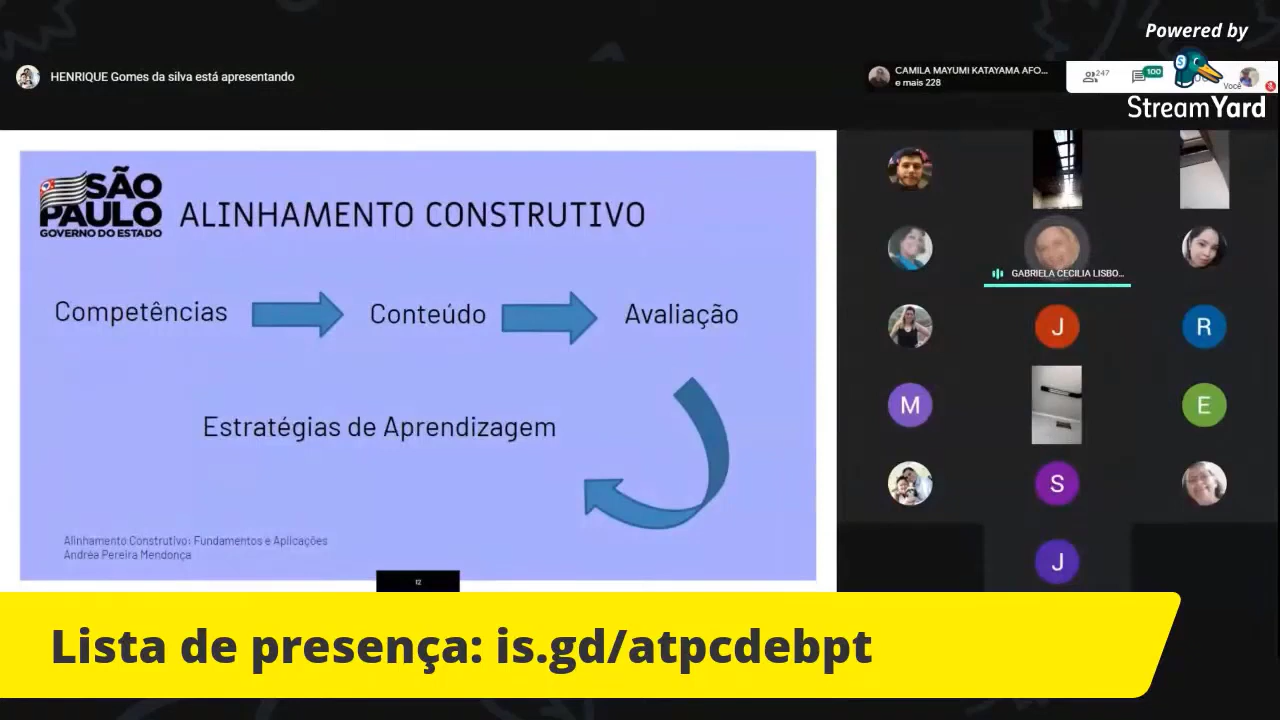 Powered by
StreamYard
HENRIQUE Gomes da silva está apresentando
CAMILA MAYUMI KATAYAMA AFO...
e mais 228
247
100
Você
SÃO
PAULO
GOVERNO DO ESTADO
ALINHAMENTO CONSTRUTIVO
Competências
Conteúdo
Avaliação
Estratégias de Aprendizagem
Alinhamento Construtivo: Fundamentos e Aplicações
Andréa Pereira Mendonça
12
GABRIELA CECILIA LISBO...
J
R
M
E
S
J
Lista de presença: is.gd/atpcdebpt